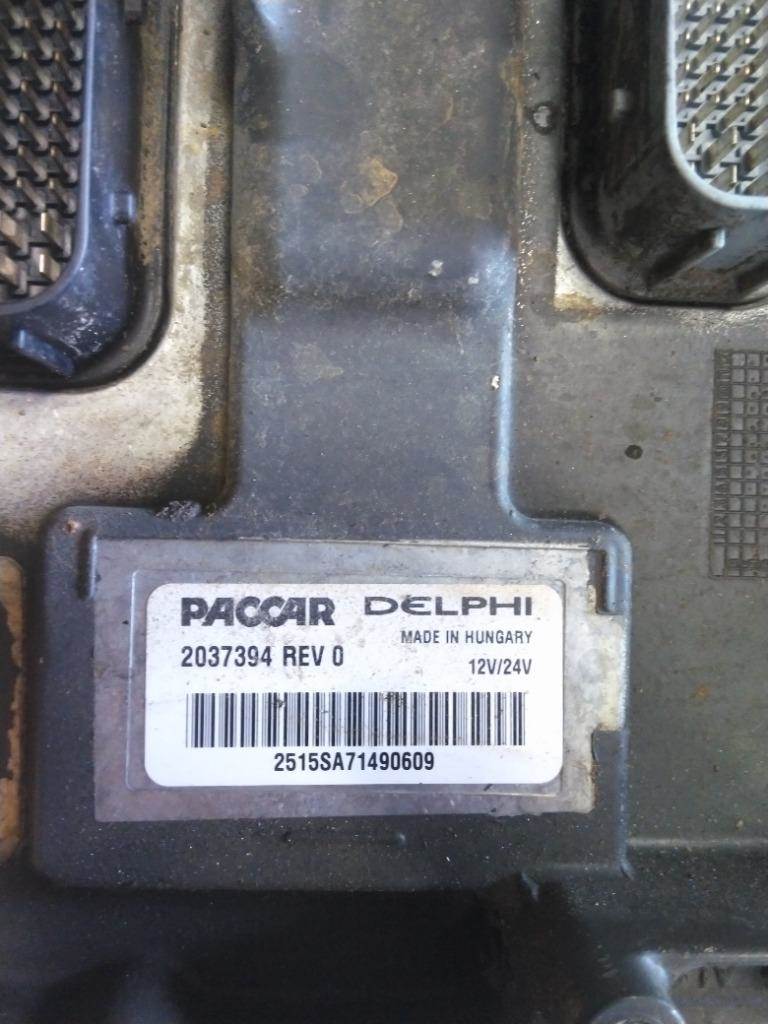 PACCAR DELPHI
MADE IN HUNGARY
2037394 REV 0
12V/24V
2515SA71490609